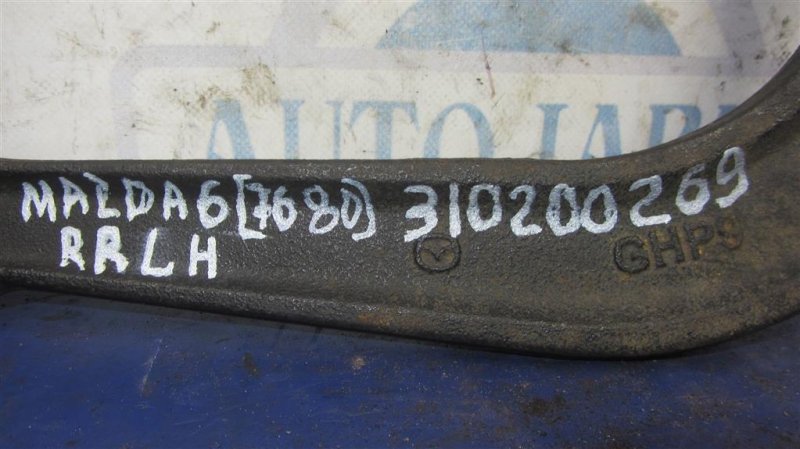 AUTO JAP
MAZDA6 [7680] 310200269
RRLH
GHP9